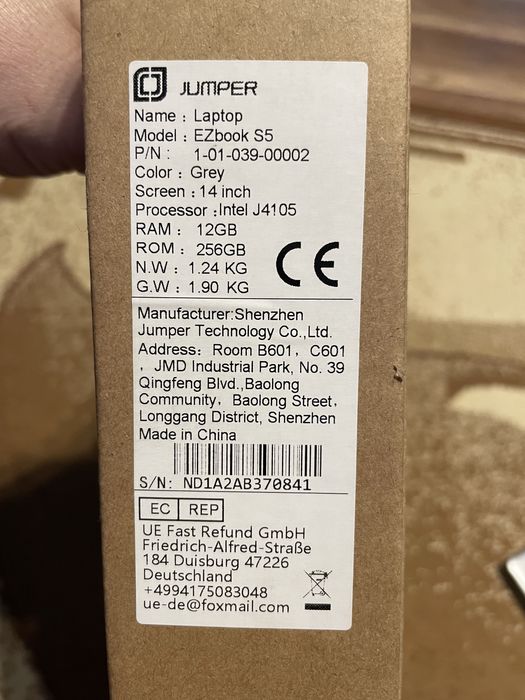 JUMPER
Name : Laptop
Model : EZbook S5
P/N : 1-01-039-00002
Color : Grey
Screen : 14 inch
Processor :Intel J4105
RAM : 12GB
ROM : 256GB
N.W : 1.24 KG
G.W : 1.90 KG
CE
Manufacturer:Shenzhen
Jumper Technology Co.,Ltd.
Address: Room B601, C601
, JMD Industrial Park, No. 39
Qingfeng Blvd.,Baolong
Community, Baolong Street,
Longgang District, Shenzhen
Made in China
S/N: ND1A2AB370841
EC REP
UE Fast Refund GmbH
Friedrich-Alfred-Straße
184 Duisburg 47226
Deutschland
+4994175083048
ue-de@foxmail.com